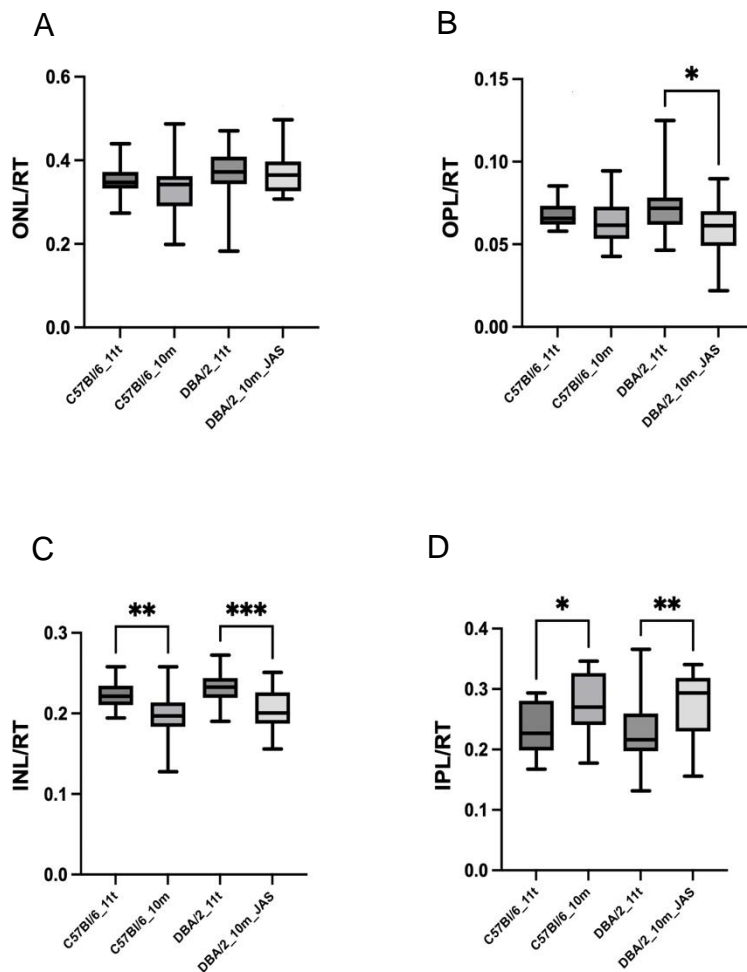 A
ONL/RT
0.6
0.4
0.2
0.0
C57Bl/6_11t
C57Bl/6_10m
DBA/2_11t
DBA/2_10m_JAS
B
OPL/RT
0.15
0.10
0.05
0.00
*
C57Bl/6_11t
C57Bl/6_10m
DBA/2_11t
DBA/2_10m_JAS
C
INL/RT
0.3
0.2
0.1
0.0
**
***
C57Bl/6_11t
C57Bl/6_10m
DBA/2_11t
DBA/2_10m_JAS
D
IPL/RT
0.4
0.3
0.2
0.1
0.0
*
**
C57Bl/6_11t
C57Bl/6_10m
DBA/2_11t
DBA/2_10m_JAS